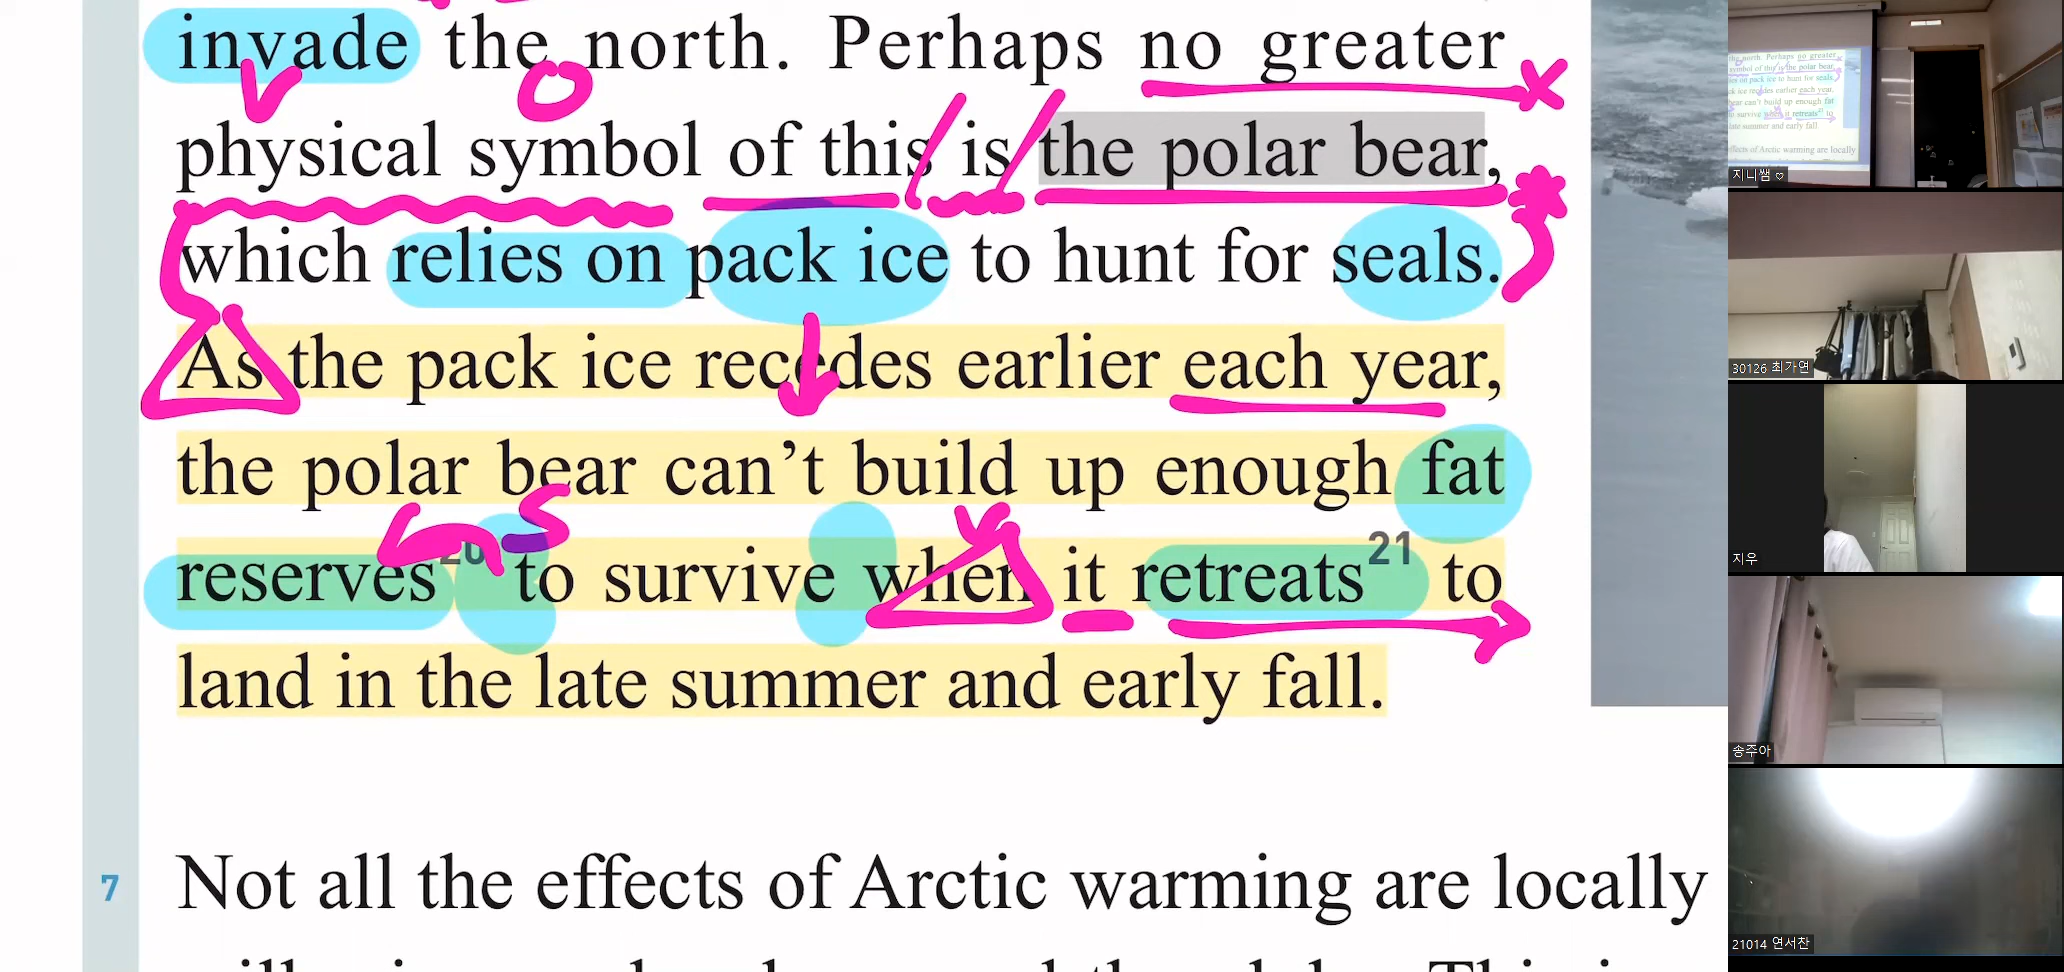 invade the north. Perhaps no greater
physical symbol of this is the polar bear,
which relies on pack ice to hunt for seals.
As the pack ice recedes earlier each year,
the polar bear can't build up enough fat
reserves20 to survive when it retreats21 to
land in the late summer and early fall.
7 Not all the effects of Arctic warming are locally
V
O
S
V
지니쌤 ♡
30126 최가연
지우
송주아
21014 연서찬